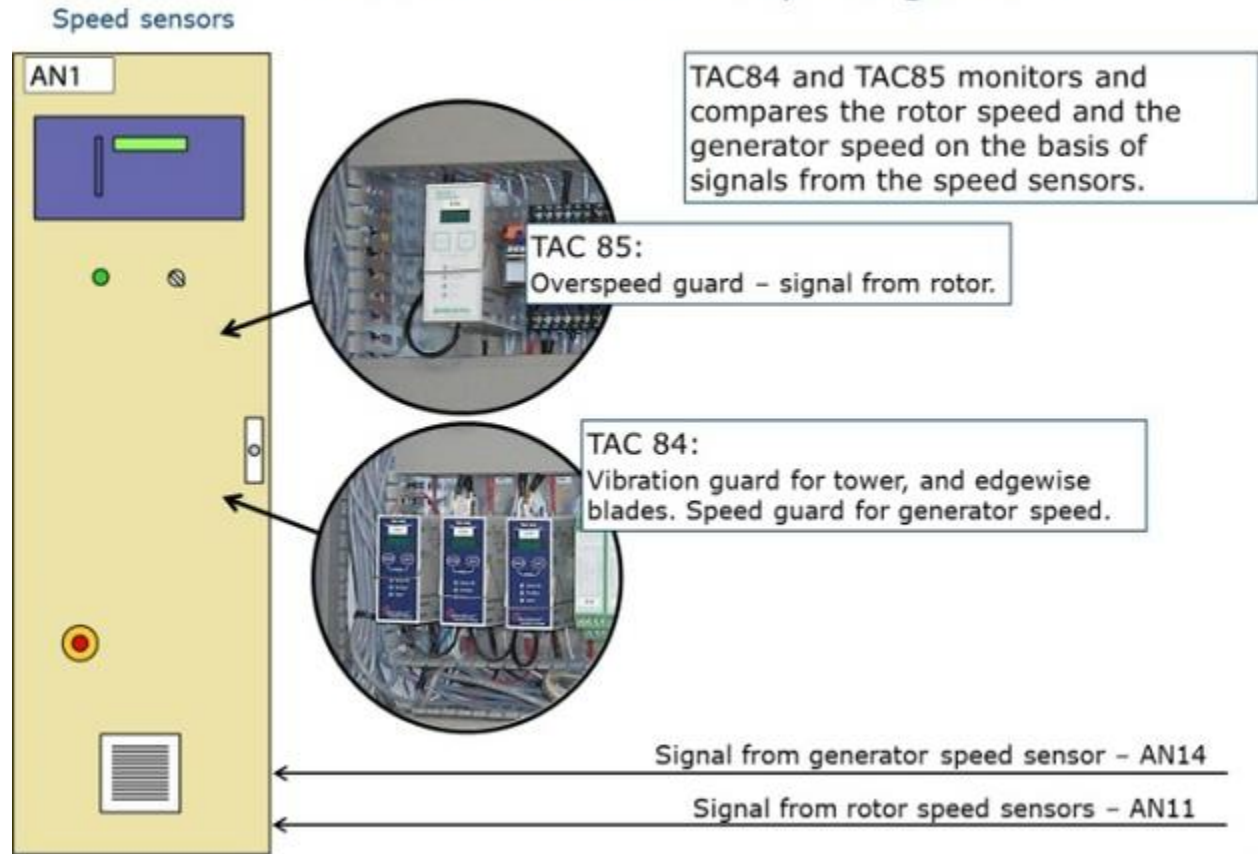 Speed sensors
AN1
TAC84 and TAC85 monitors and
compares the rotor speed and the
generator speed on the basis of
signals from the speed sensors.
TAC 85:
Overspeed guard – signal from rotor.
TAC 84:
Vibration guard for tower, and edgewise
blades. Speed guard for generator speed.
Signal from generator speed sensor – AN14
Signal from rotor speed sensors – AN11